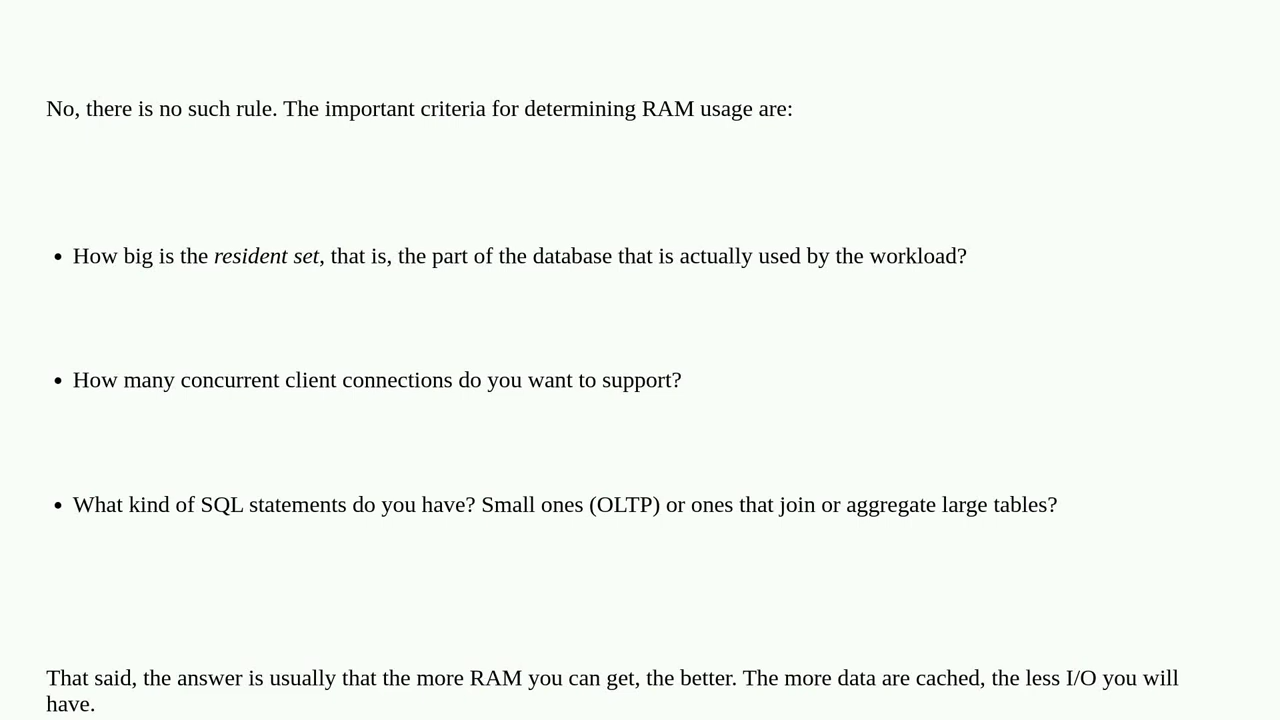 No, there is no such rule. The important criteria for determining RAM usage are:
• How big is the resident set, that is, the part of the database that is actually used by the workload?
• How many concurrent client connections do you want to support?
• What kind of SQL statements do you have? Small ones (OLTP) or ones that join or aggregate large tables?
That said, the answer is usually that the more RAM you can get, the better. The more data are cached, the less I/O you will
have.